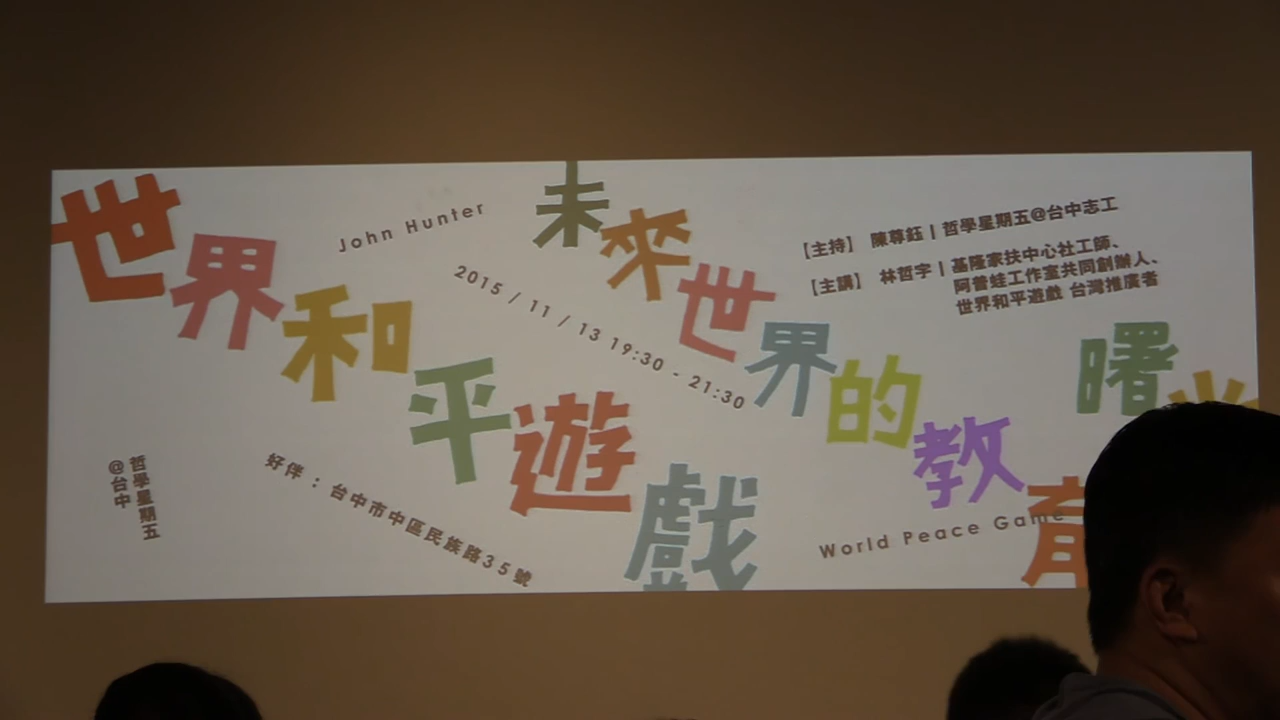 世界和平遊戲
John Hunter
未來世界的教育
曙光
2015 / 11 / 13 19:30 - 21:30
【主持】 陳尊鈺 | 哲學星期五@台中志工
【主講】 林哲宇 | 基隆家扶中心社工師、
阿普蛙工作室共同創辦人、
世界和平遊戲 台灣推廣者
哲學星期五
@台中
好伴：台中市中區民族路35號
World Peace Game